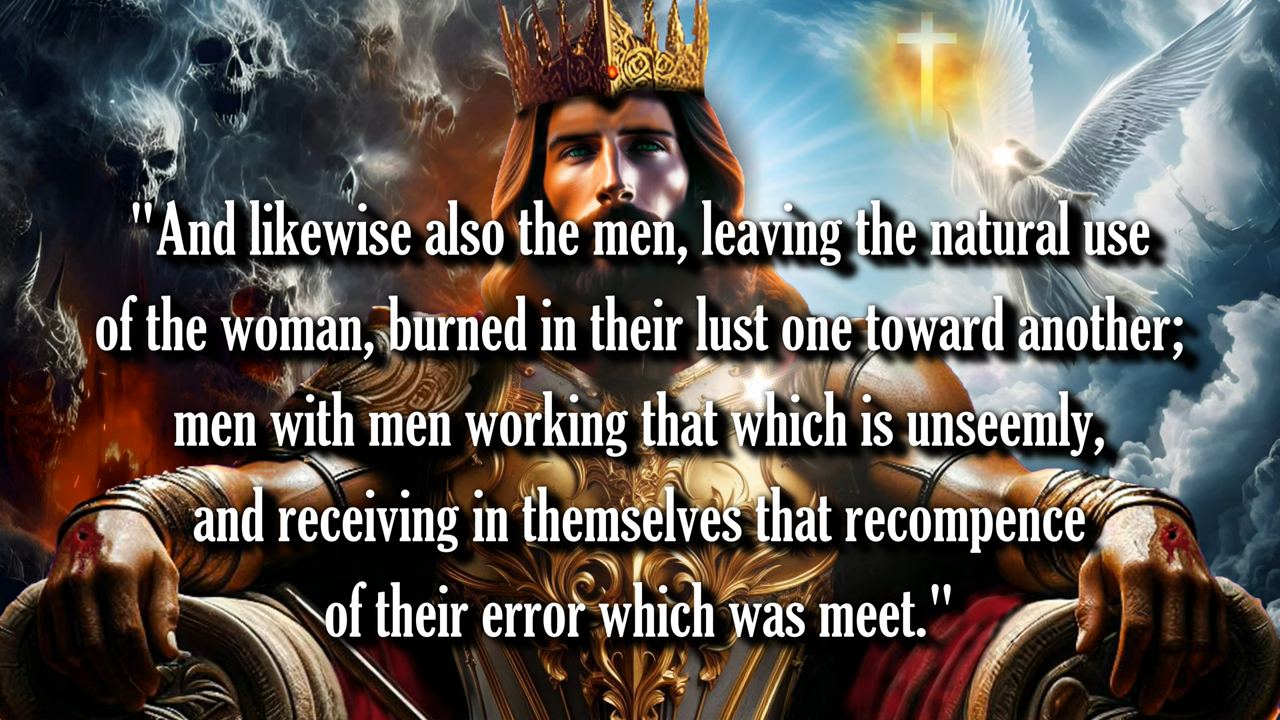 "And likewise also the men, leaving the natural use
of the woman, burned in their lust one toward another;
men with men working that which is unseemly,
and receiving in themselves that recompence
of their error which was meet."